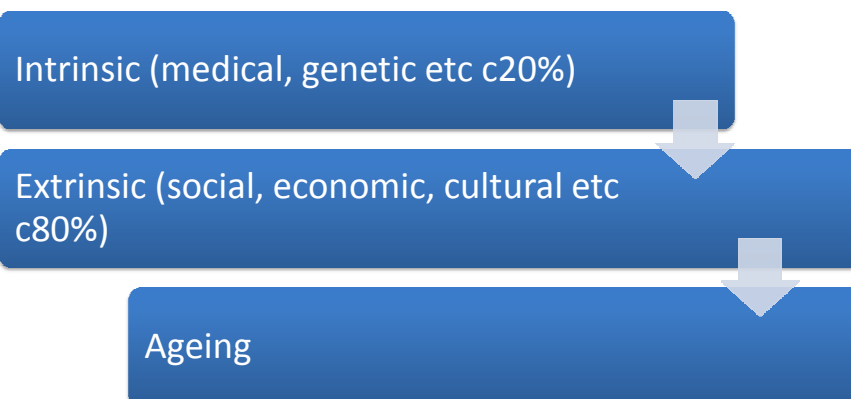 Intrinsic (medical, genetic etc c20%)
Extrinsic (social, economic, cultural etc
c80%)
Ageing